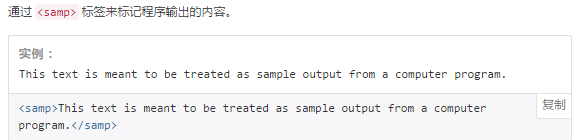 通过 <samp> 标签来标记程序输出的内容。
实例：
This text is meant to be treated as sample output from a computer program.
复制
<samp>This text is meant to be treated as sample output from a computer
program.</samp>